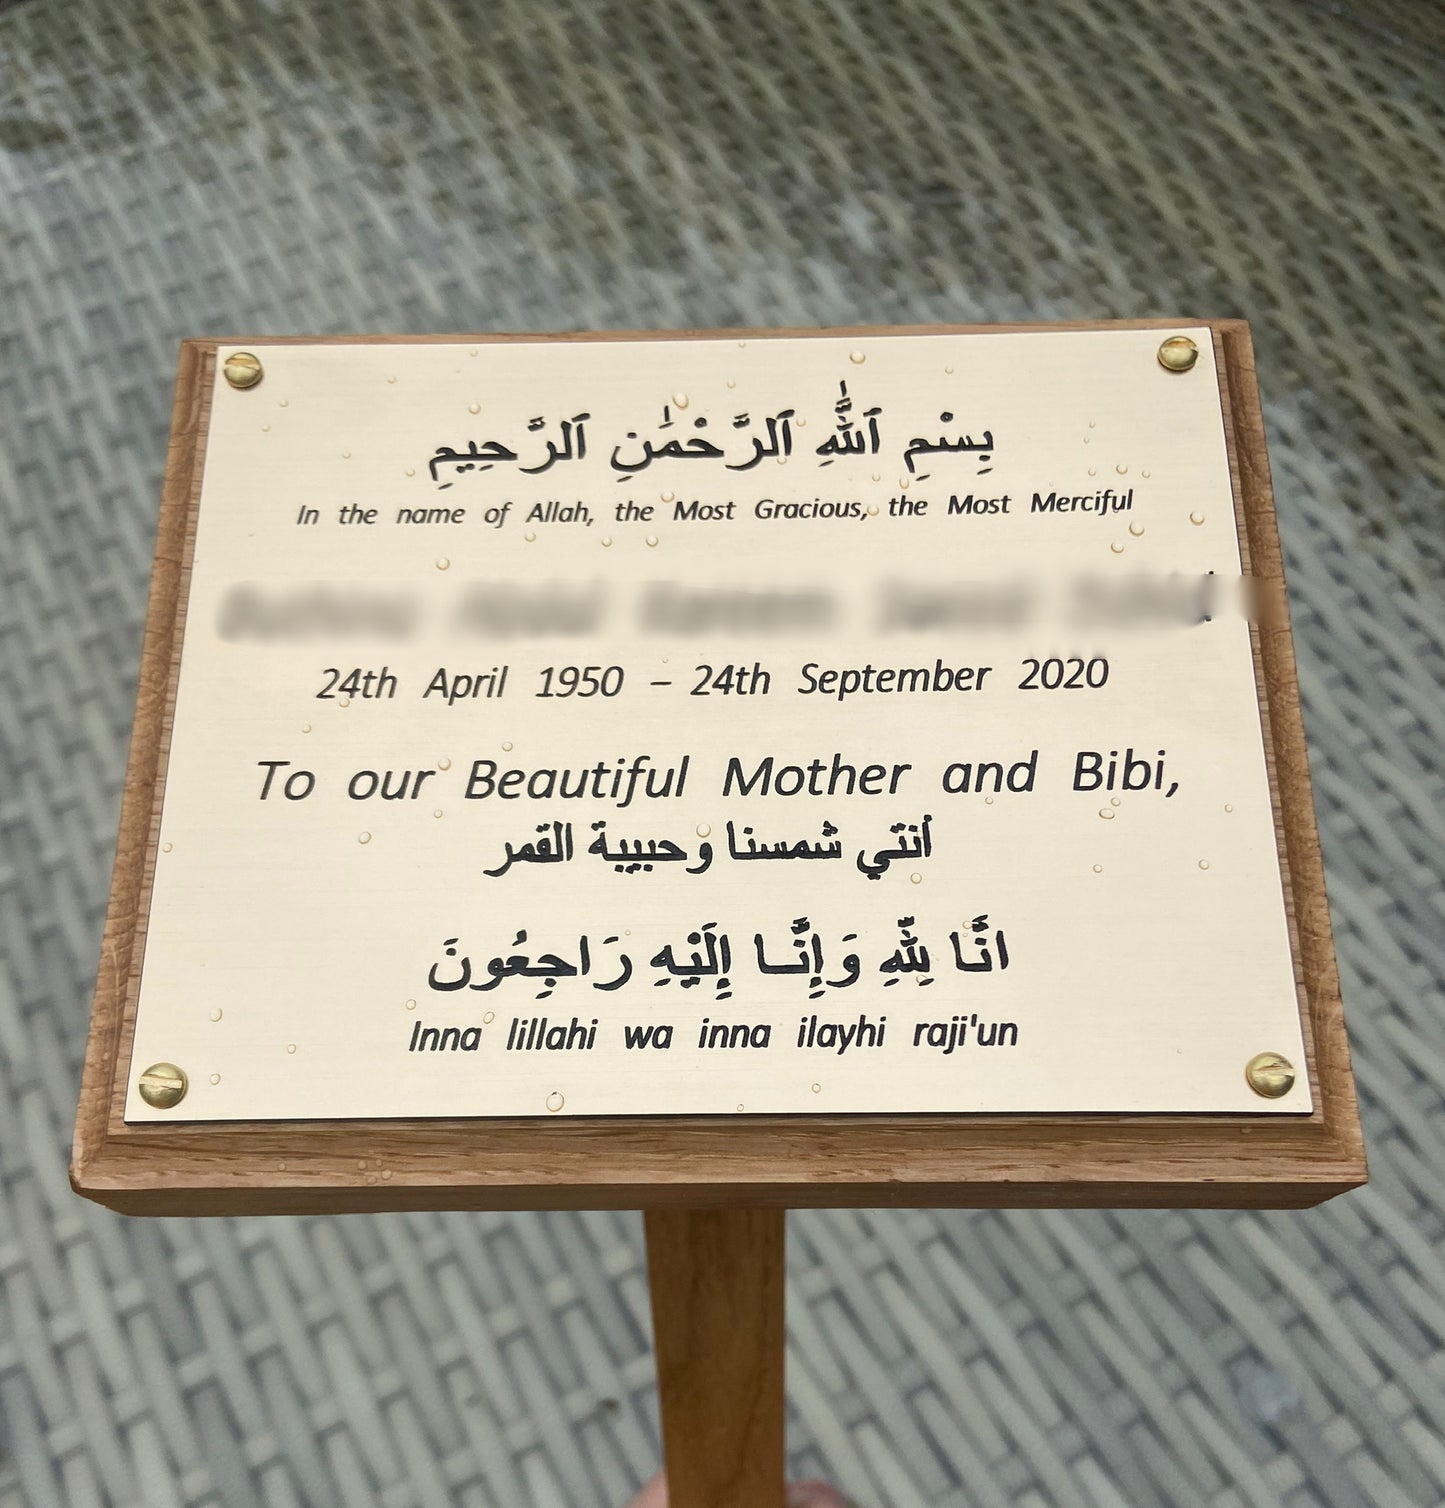 بِسْمِ ٱللَّٰهِ ٱلرَّحْمَٰنِ ٱلرَّحِيمِ
In the name of Allah, the Most Gracious, the Most Merciful
24th April 1950 – 24th September 2020
To our Beautiful Mother and Bibi,
أنتي شمسنا وحبيبة القمر
انَّا لِلَّهِ وَإِنَّـا إِلَيْهِ رَاجِعُونَ
Inna lillahi wa inna ilayhi raji'un